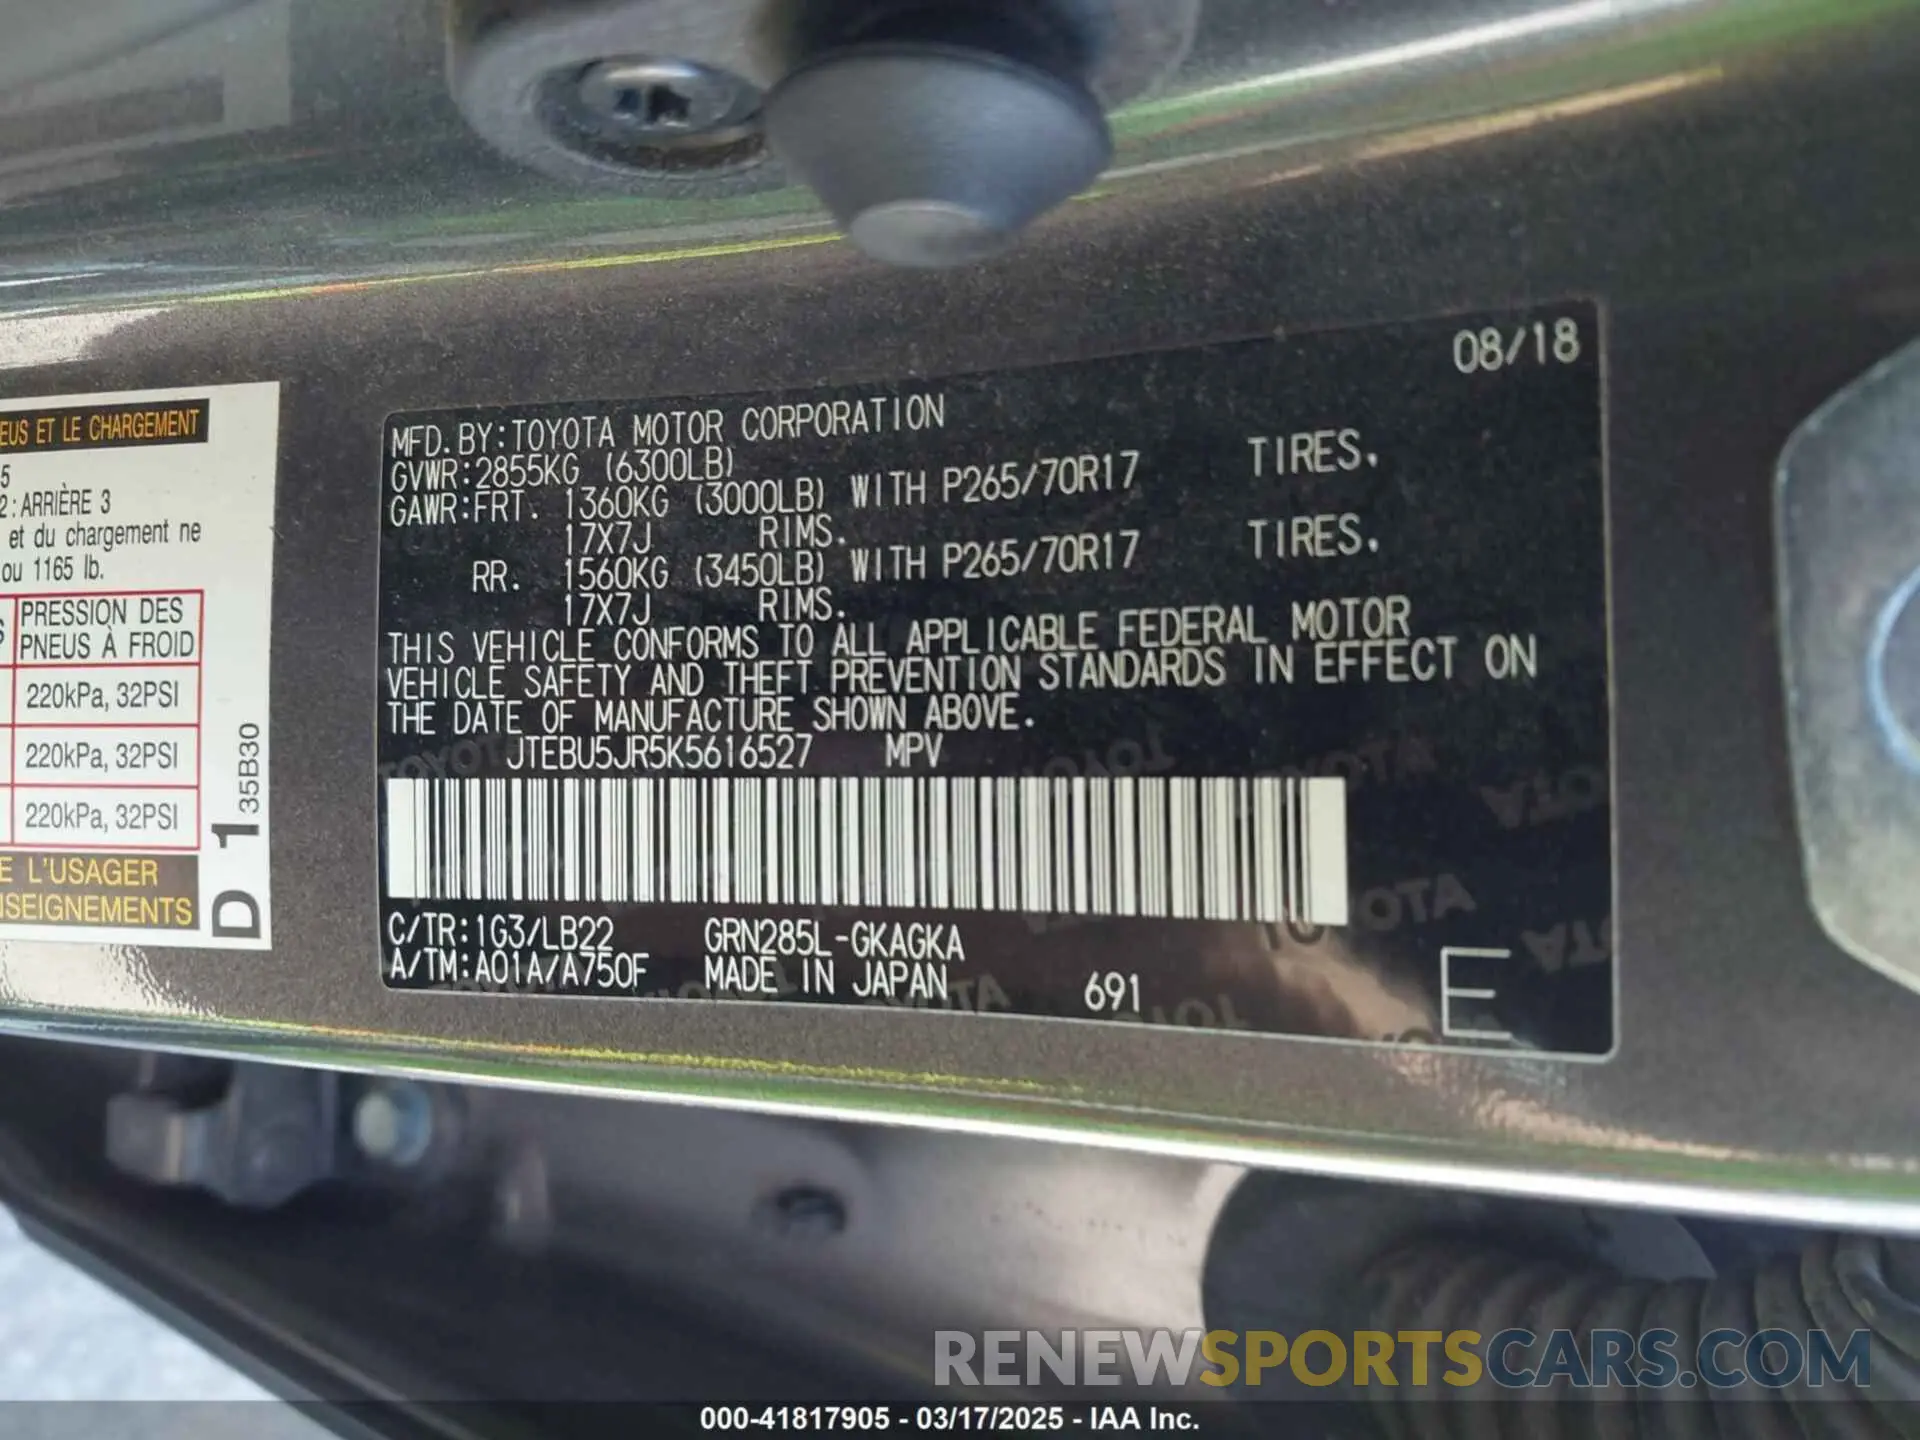 EUS ET LE CHARGEMENT
5
2: ARRIÈRE 3
et du chargement ne
ou 1165 lb.
PRESSION DES
PNEUS À FROID
220kPa, 32PSI
220kPa, 32PSI
220kPa, 32PSI
E L'USAGER
ISEIGNEMENTS
D 1 35B30
08/18
MFD.BY:TOYOTA MOTOR CORPORATION
GVWR:2855KG (6300LB)
GAWR:FRT. 1360KG (3000LB) WITH P265/70R17 TIRES.
17X7J RIMS.
RR. 1560KG (3450LB) WITH P265/70R17 TIRES.
17X7J RIMS.
THIS VEHICLE CONFORMS TO ALL APPLICABLE FEDERAL MOTOR
VEHICLE SAFETY AND THEFT PREVENTION STANDARDS IN EFFECT ON
THE DATE OF MANUFACTURE SHOWN ABOVE.
JTEBU5JR5K5616527 MPV
C/TR:1G3/LB22 GRN285L-GKAGKA
A/TM:A01A/A750F MADE IN JAPAN 691 E
RENEWSPORTSCARS.COM
000-41817905 - 03/17/2025 - IAA Inc.